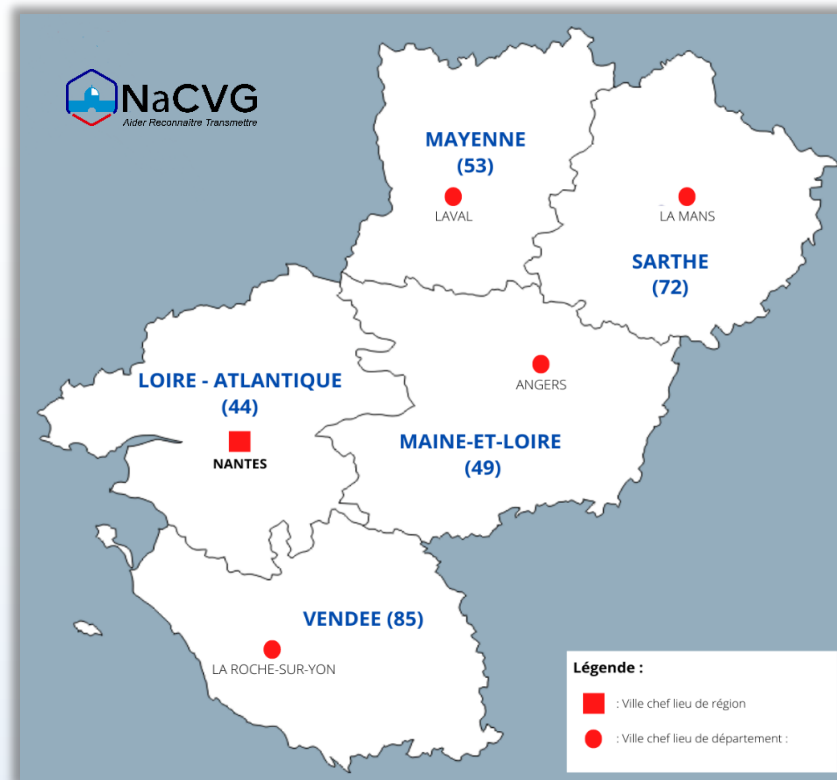 NaCVG
Aider Reconnaître Transmettre
MAYENNE
(53)
LAVAL
LA MANS
SARTHE
(72)
LOIRE - ATLANTIQUE
(44)
NANTES
ANGERS
MAINE-ET-LOIRE
(49)
VENDEE (85)
LA ROCHE-SUR-YON
Légende :
: Ville chef lieu de région
: Ville chef lieu de département :